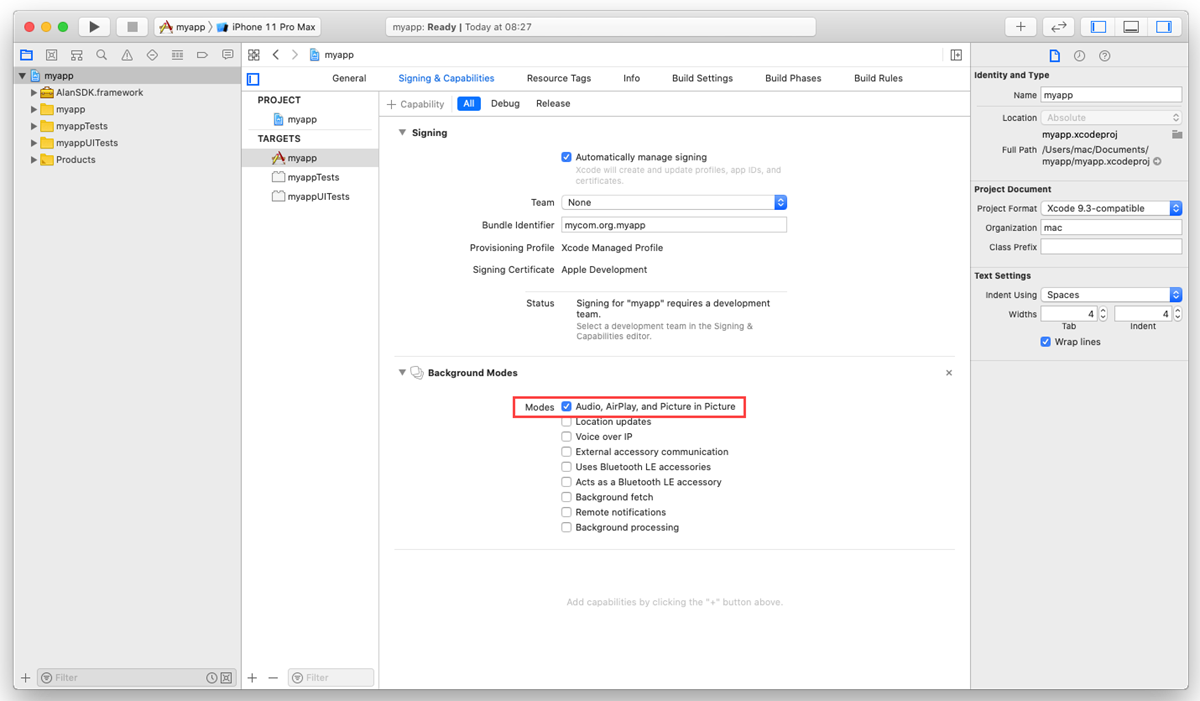 myapp
iPhone 11 Pro Max
myapp: Ready | Today at 08:27
myapp
AlanSDK.framework
myapp
myappTests
myappUITests
Products
Filter
myapp
General
Signing & Capabilities
Resource Tags
Info
Build Settings
Build Phases
Build Rules
PROJECT
myapp
TARGETS
myapp
myappTests
myappUITests
Filter
+ Capability
All
Debug
Release
Signing
Automatically manage signing
Xcode will create and update profiles, app IDs, and
certificates.
Team
None
Bundle Identifier
mycom.org.myapp
Provisioning Profile
Xcode Managed Profile
Signing Certificate
Apple Development
Status
Signing for "myapp" requires a development
team.
Select a development team in the Signing &
Capabilities editor.
Background Modes
Modes
Audio, AirPlay, and Picture in Picture
Location updates
Voice over IP
External accessory communication
Uses Bluetooth LE accessories
Acts as a Bluetooth LE accessory
Background fetch
Remote notifications
Background processing
Add capabilities by clicking the "+" button above.
Identity and Type
Name
myapp
Location
Absolute
myapp.xcodeproj
Full Path
/Users/mac/Documents/
myapp/myapp.xcodeproj
Project Document
Project Format
Xcode 9.3-compatible
Organization
mac
Class Prefix
Text Settings
Indent Using
Spaces
Widths
4
4
Tab
Indent
Wrap lines